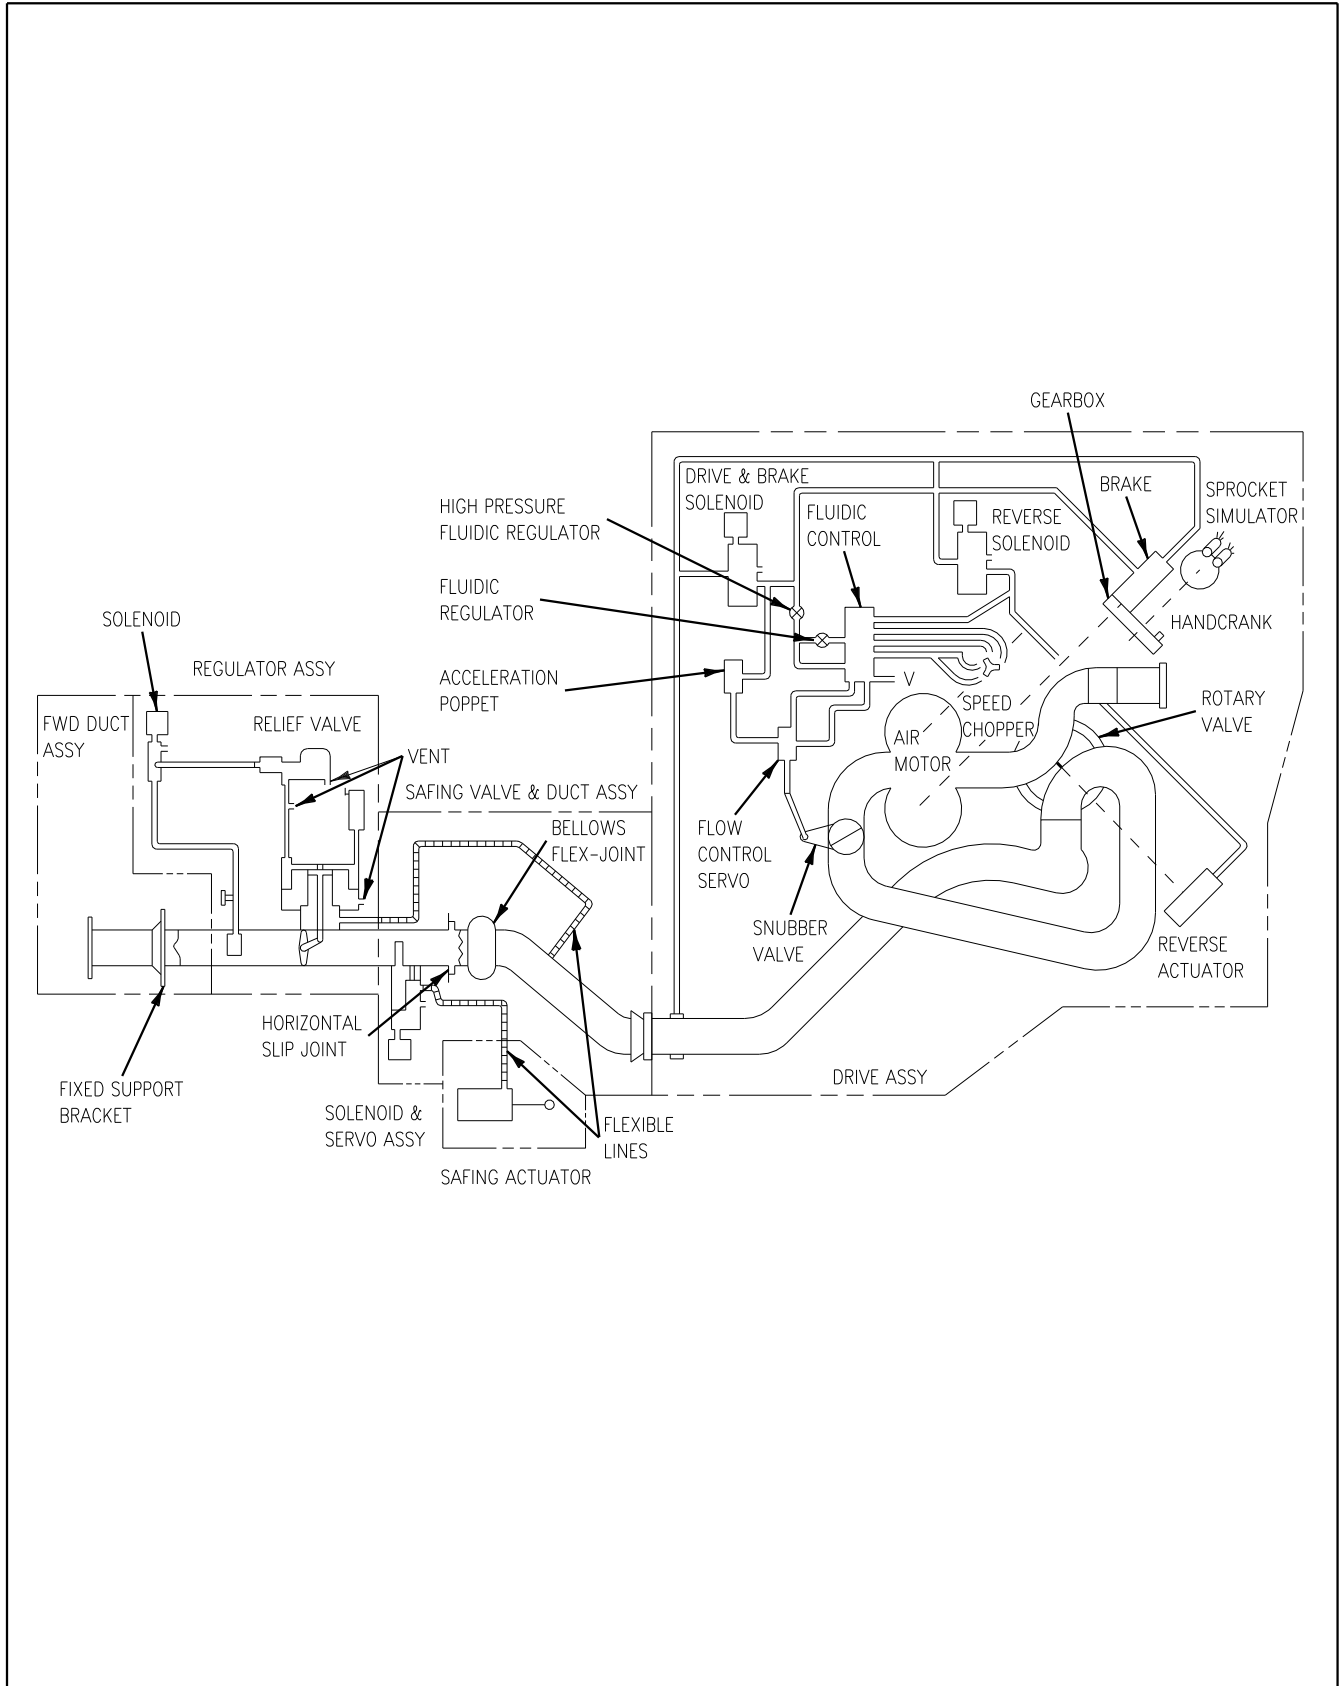 GEARBOX
DRIVE & BRAKE
SOLENOID
BRAKE
SPROCKET
SIMULATOR
HIGH PRESSURE
FLUIDIC REGULATOR
FLUIDIC
CONTROL
REVERSE
SOLENOID
FLUIDIC
REGULATOR
SOLENOID
HANDCRANK
REGULATOR ASSY
ACCELERATION
POPPET
V
FWD DUCT
ASSY
RELIEF VALVE
SPEED
CHOPPER
ROTARY
VALVE
AIR
MOTOR
VENT
SAFING VALVE & DUCT ASSY
BELLOWS
FLEX-JOINT
FLOW
CONTROL
SERVO
SNUBBER
VALVE
REVERSE
ACTUATOR
HORIZONTAL
SLIP JOINT
DRIVE ASSY
FIXED SUPPORT
BRACKET
SOLENOID &
SERVO ASSY
FLEXIBLE
LINES
SAFING ACTUATOR